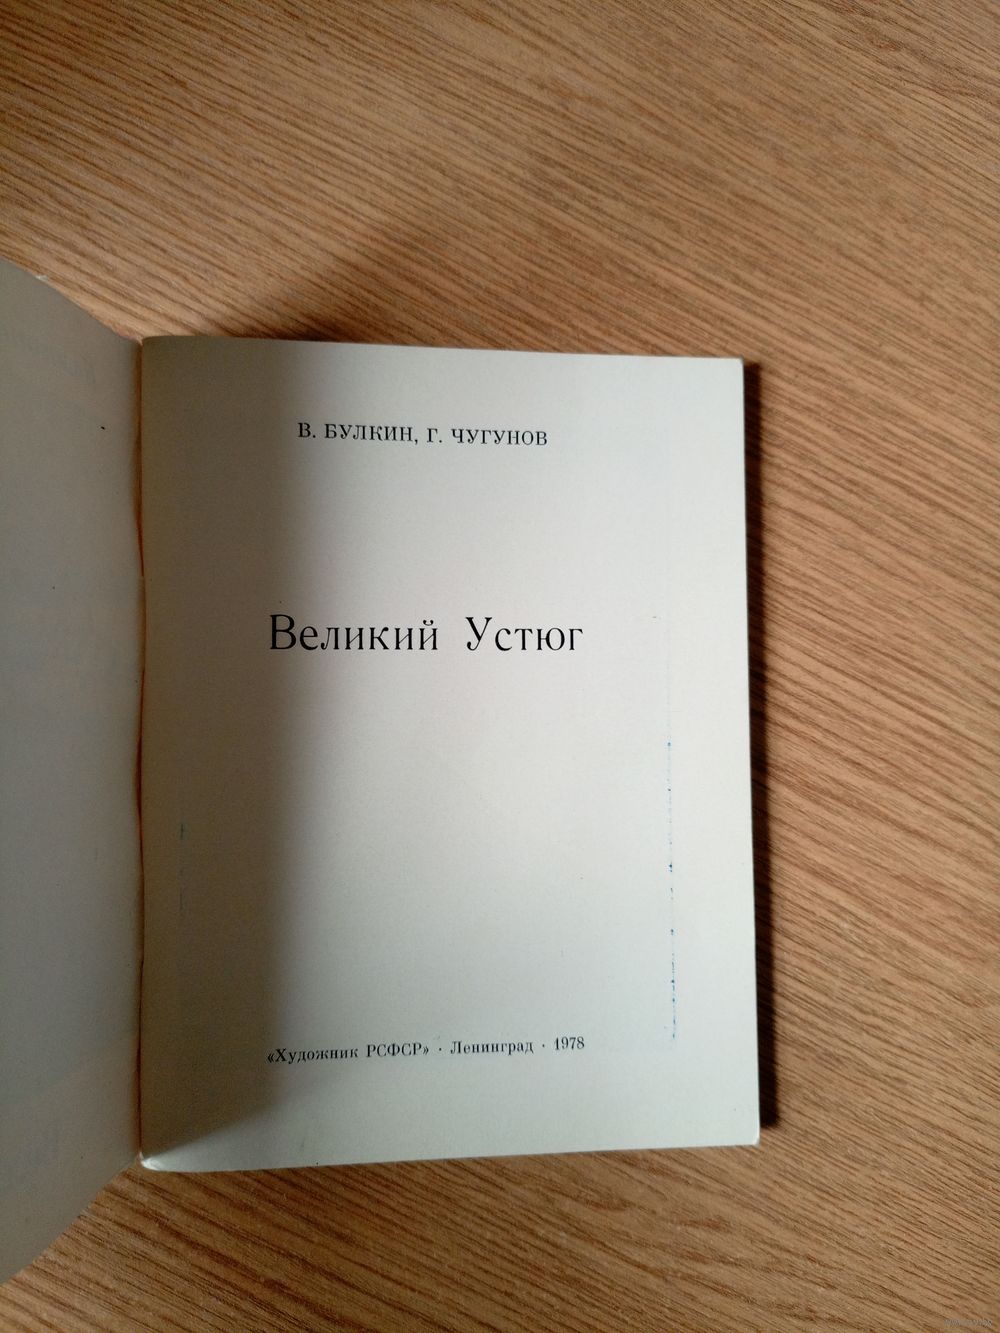 В. БУЛКИН, Г. ЧУГУНОВ
Великий Устюг
«Художник РСФСР» · Ленинград · 1978